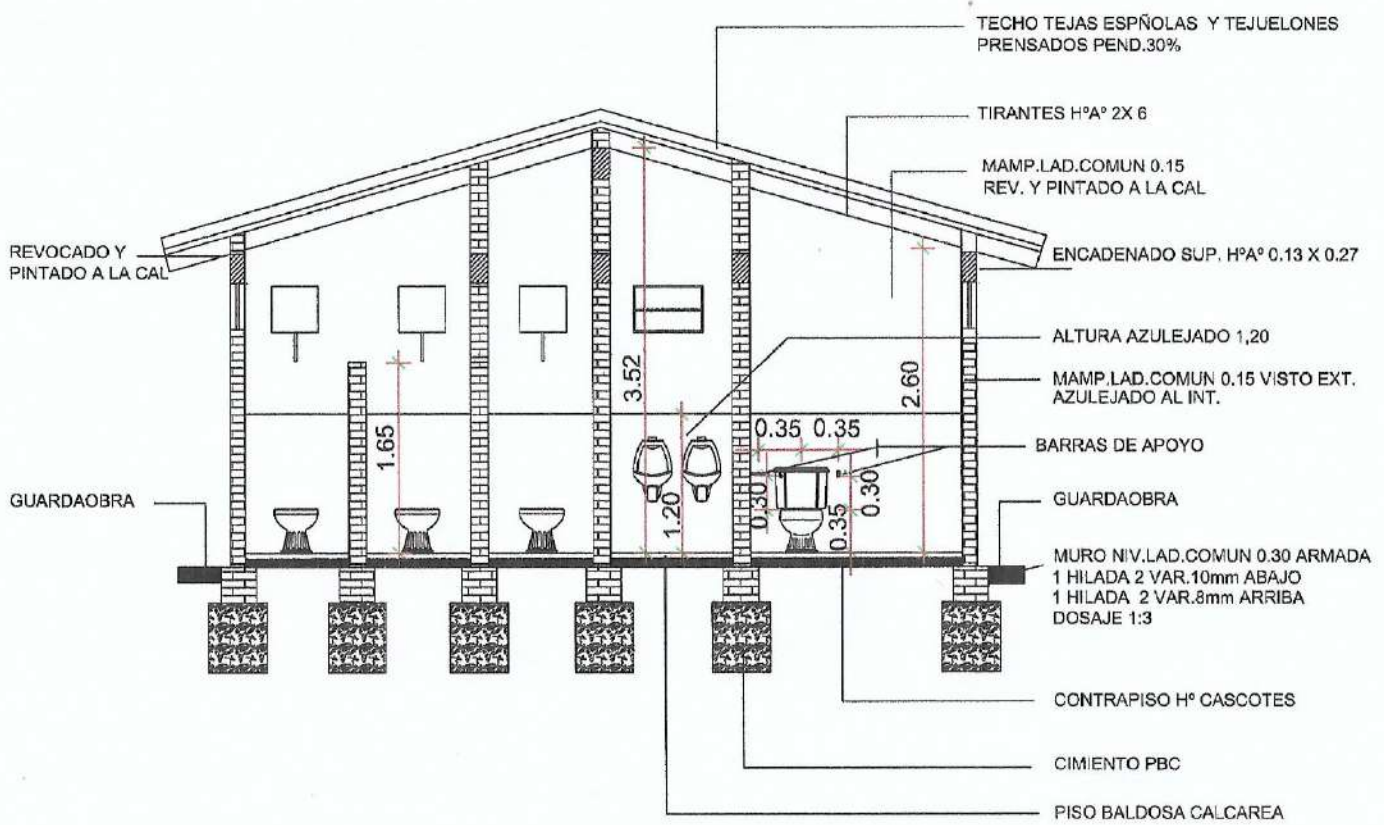 TECHO TEJAS ESPÑOLAS Y TEJUELONES
PRENSADOS PEND.30%
TIRANTES HºAº 2X 6
MAMP.LAD.COMUN 0.15
REV. Y PINTADO A LA CAL
REVOCADO Y
PINTADO A LA CAL
ENCADENADO SUP. HºAº 0.13 X 0.27
ALTURA AZULEJADO 1,20
MAMP.LAD.COMUN 0.15 VISTO EXT.
AZULEJADO AL INT.
BARRAS DE APOYO
GUARDAOBRA
GUARDAOBRA
MURO NIV.LAD.COMUN 0.30 ARMADA
1 HILADA 2 VAR.10mm ABAJO
1 HILADA 2 VAR.8mm ARRIBA
DOSAJE 1:3
CONTRAPISO Hº CASCOTES
CIMIENTO PBC
PISO BALDOSA CALCAREA
1.65
3.52
1.20
0.35 0.35
0.30
0.35
0.30
2.60